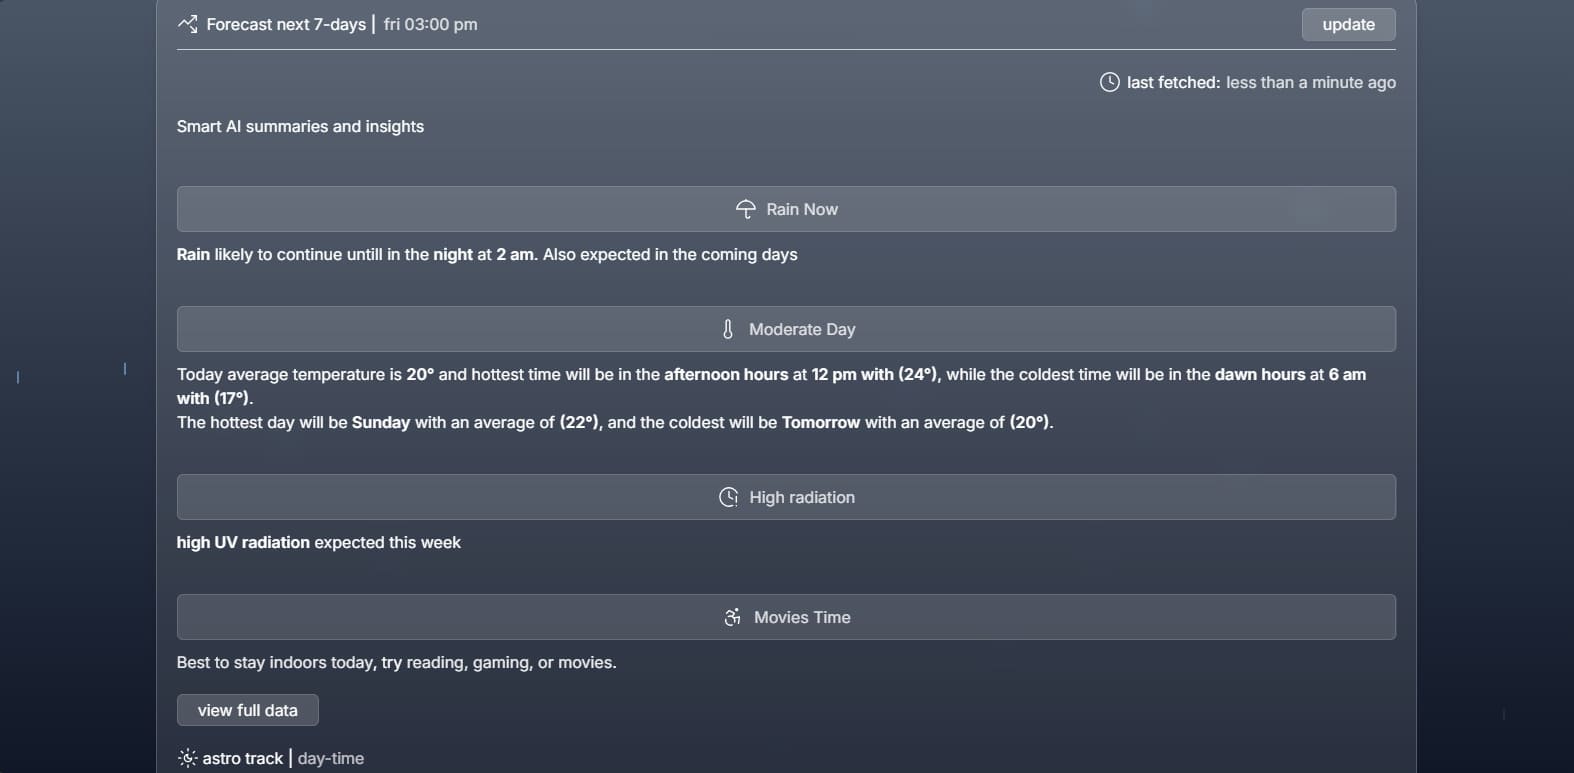 Forecast next 7-days | fri 03:00 pm
update
last fetched: less than a minute ago
Smart AI summaries and insights
Rain Now
Rain likely to continue untill in the night at 2 am. Also expected in the coming days
Moderate Day
Today average temperature is 20° and hottest time will be in the afternoon hours at 12 pm with (24°), while the coldest time will be in the dawn hours at 6 am
with (17°).
The hottest day will be Sunday with an average of (22°), and the coldest will be Tomorrow with an average of (20°).
High radiation
high UV radiation expected this week
Movies Time
Best to stay indoors today, try reading, gaming, or movies.
view full data
astro track | day-time